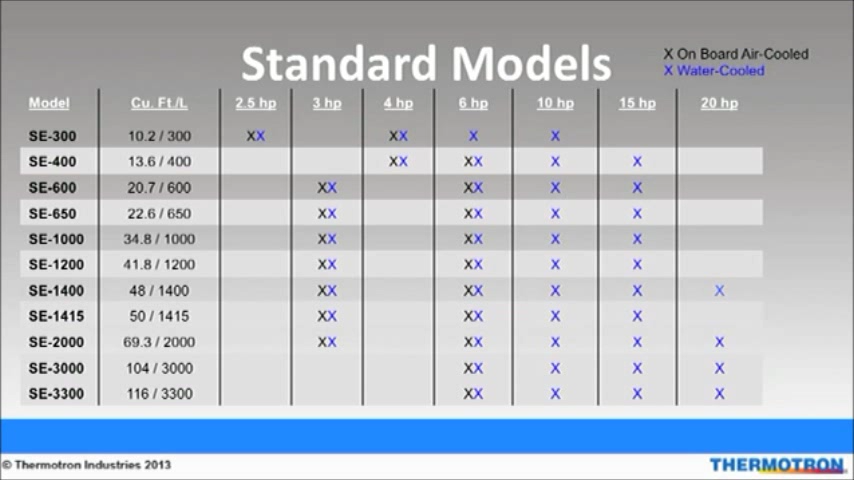 Standard Models
X On Board Air-Cooled
X Water-Cooled
Model Cu. Ft./L 2.5 hp 3 hp 4 hp 6 hp 10 hp 15 hp 20 hp
SE-300 10.2 / 300 XX XX X X
SE-400 13.6 / 400 XX XX X X
SE-600 20.7 / 600 XX XX X X
SE-650 22.6 / 650 XX XX X X
SE-1000 34.8 / 1000 XX XX X X
SE-1200 41.8 / 1200 XX XX X X
SE-1400 48 / 1400 XX XX X X X
SE-1415 50 / 1415 XX XX X X
SE-2000 69.3 / 2000 XX XX X X X
SE-3000 104 / 3000 XX X X X
SE-3300 116 / 3300 XX X X X
© Thermotron Industries 2013
THERMOTRON